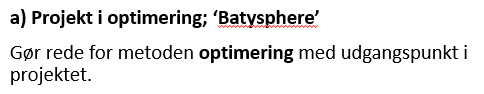 a) Projekt i optimering; ‘Batysphere’
Gør rede for metoden optimering med udgangspunkt i
projektet.